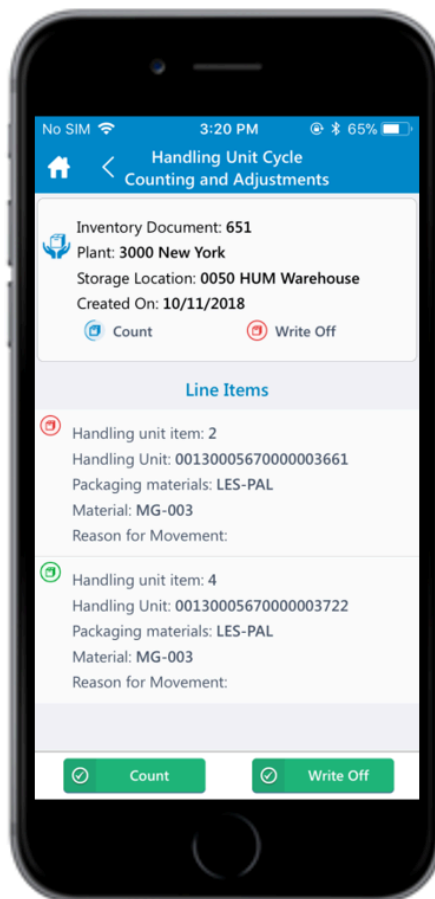 No SIM 3:20 PM 65%
Handling Unit Cycle
Counting and Adjustments
Inventory Document: 651
Plant: 3000 New York
Storage Location: 0050 HUM Warehouse
Created On: 10/11/2018
Count Write Off
Line Items
Handling unit item: 2
Handling Unit: 00130005670000003661
Packaging materials: LES-PAL
Material: MG-003
Reason for Movement:
Handling unit item: 4
Handling Unit: 00130005670000003722
Packaging materials: LES-PAL
Material: MG-003
Reason for Movement:
Count Write Off